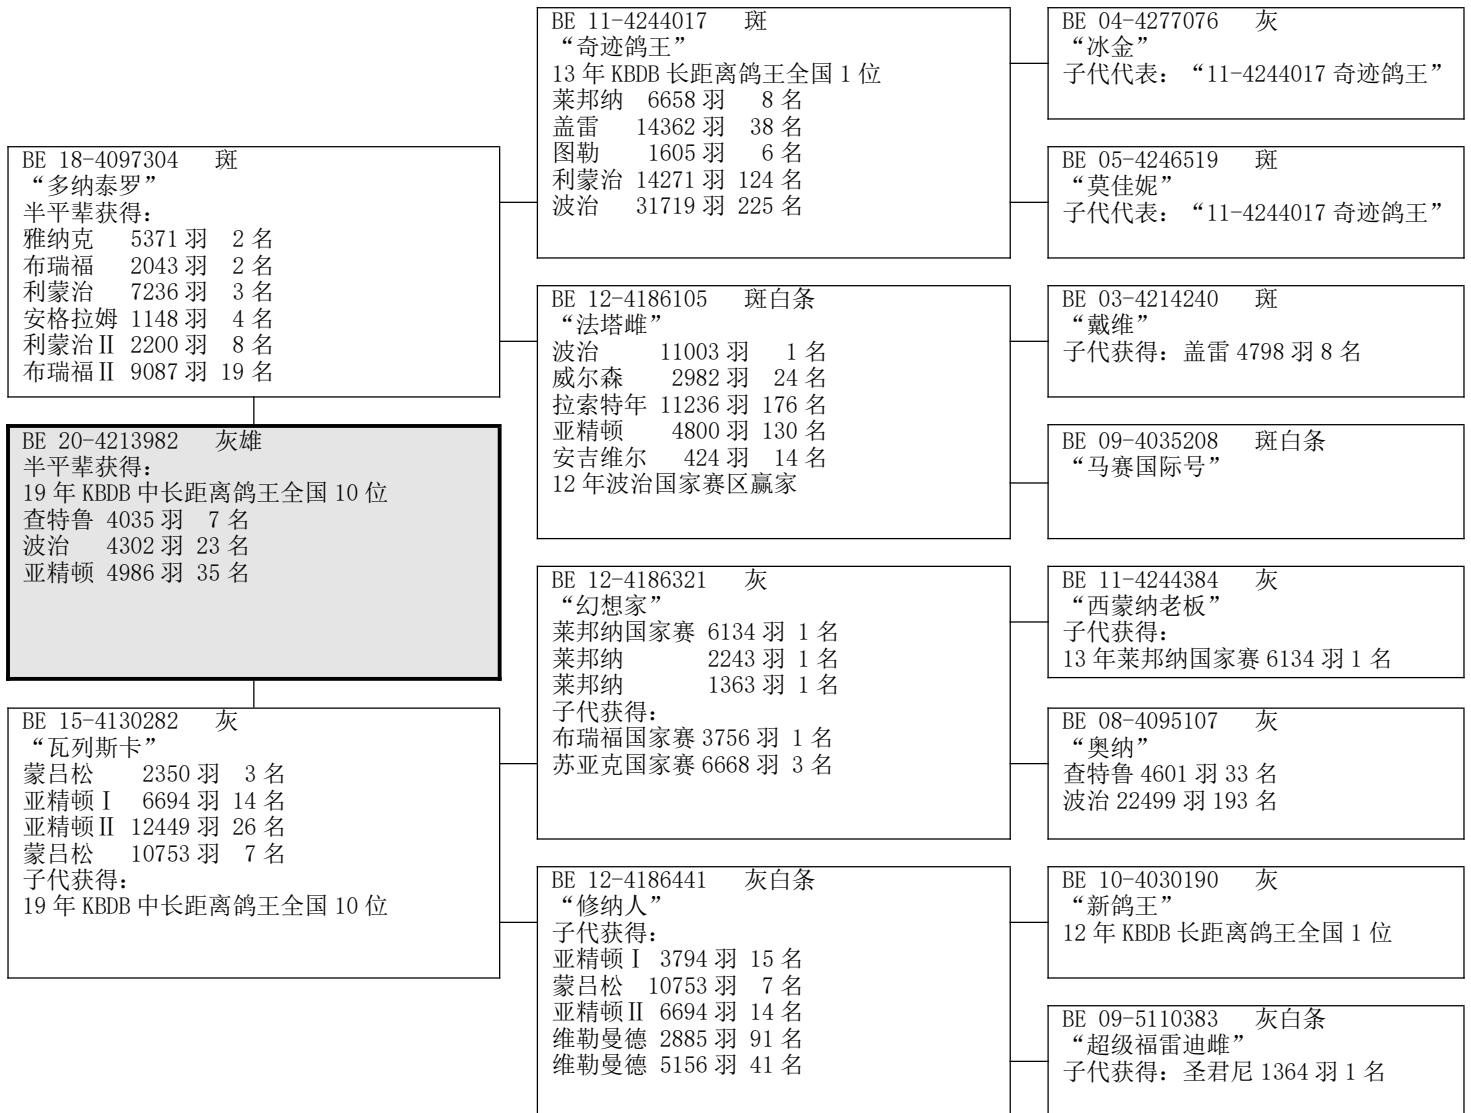 BE 18-4097304 斑
“多纳泰罗”
半平辈获得：
雅纳克 5371 羽 2 名
布瑞福 2043 羽 2 名
利蒙治 7236 羽 3 名
安格拉姆 1148 羽 4 名
利蒙治Ⅱ 2200 羽 8 名
布瑞福Ⅱ 9087 羽 19 名
BE 20-4213982 灰雄
半平辈获得：
19 年 KBDB 中长距离鸽王全国 10 位
查特鲁 4035 羽 7 名
波治 4302 羽 23 名
亚精顿 4986 羽 35 名
BE 15-4130282 灰
“瓦列斯卡”
蒙吕松 2350 羽 3 名
亚精顿Ⅰ 6694 羽 14 名
亚精顿Ⅱ 12449 羽 26 名
蒙吕松 10753 羽 7 名
子代获得：
19 年 KBDB 中长距离鸽王全国 10 位
BE 11-4244017 斑
“奇迹鸽王”
13 年 KBDB 长距离鸽王全国 1 位
莱邦纳 6658 羽 8 名
盖雷 14362 羽 38 名
图勒 1605 羽 6 名
利蒙治 14271 羽 124 名
波治 31719 羽 225 名
BE 12-4186105 斑白条
“法塔雌”
波治 11003 羽 1 名
威尔森 2982 羽 24 名
拉索特年 11236 羽 176 名
亚精顿 4800 羽 130 名
安吉维尔 424 羽 14 名
12 年波治国家赛区赢家
BE 12-4186321 灰
“幻想家”
莱邦纳国家赛 6134 羽 1 名
莱邦纳 2243 羽 1 名
莱邦纳 1363 羽 1 名
子代获得：
布瑞福国家赛 3756 羽 1 名
苏亚克国家赛 6668 羽 3 名
BE 12-4186441 灰白条
“修纳人”
子代获得：
亚精顿Ⅰ 3794 羽 15 名
蒙吕松 10753 羽 7 名
亚精顿Ⅱ 6694 羽 14 名
维勒曼德 2885 羽 91 名
维勒曼德 5156 羽 41 名
BE 04-4277076 灰
“冰金”
子代代表：“11-4244017 奇迹鸽王”
BE 05-4246519 斑
“莫佳妮”
子代代表：“11-4244017 奇迹鸽王”
BE 03-4214240 斑
“戴维”
子代获得：盖雷 4798 羽 8 名
BE 09-4035208 斑白条
“马赛国际号”
BE 11-4244384 灰
“西蒙纳老板”
子代获得：
13 年莱邦纳国家赛 6134 羽 1 名
BE 08-4095107 灰
“奥纳”
查特鲁 4601 羽 33 名
波治 22499 羽 193 名
BE 10-4030190 灰
“新鸽王”
12 年 KBDB 长距离鸽王全国 1 位
BE 09-5110383 灰白条
“超级福雷迪雌”
子代获得：圣君尼 1364 羽 1 名